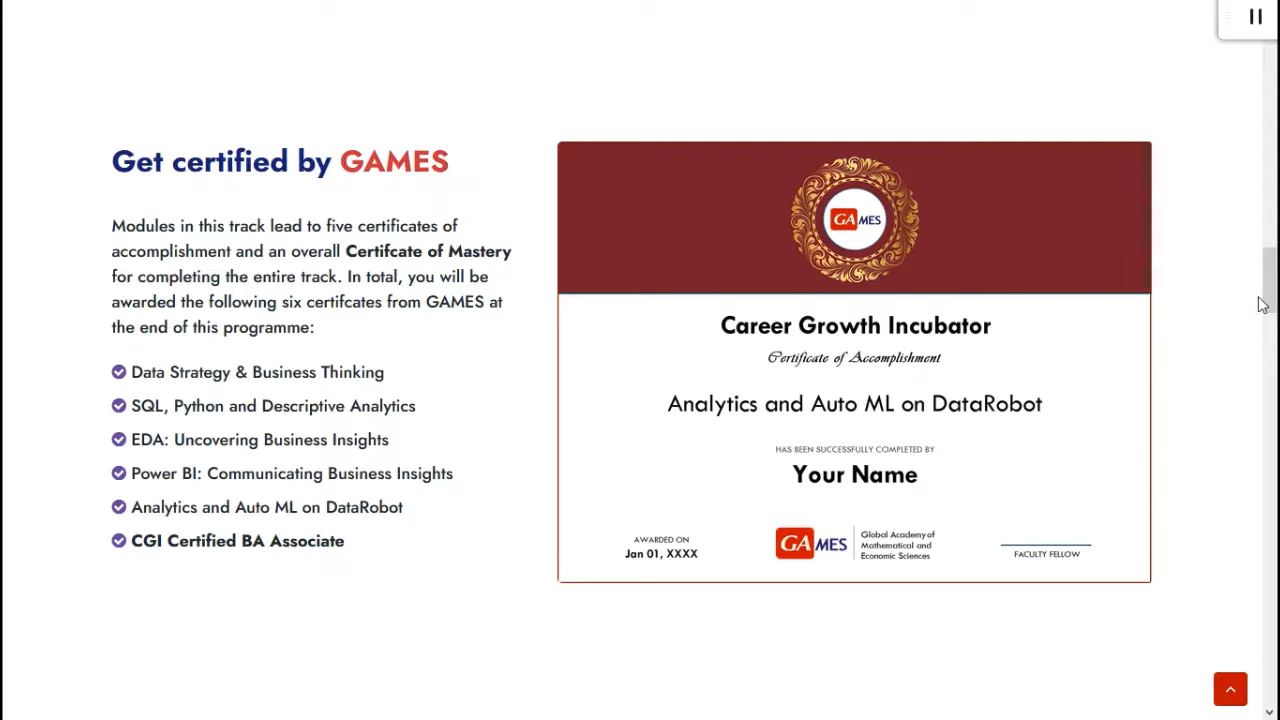 Get certified by GAMES
Modules in this track lead to five certificates of
accomplishment and an overall Certifcate of Mastery
for completing the entire track. In total, you will be
awarded the following six certifcates from GAMES at
the end of this programme:
Data Strategy & Business Thinking
SQL, Python and Descriptive Analytics
EDA: Uncovering Business Insights
Power BI: Communicating Business Insights
Analytics and Auto ML on DataRobot
CGI Certified BA Associate
GAMES
Career Growth Incubator
Certificate of Accomplishment
Analytics and Auto ML on DataRobot
HAS BEEN SUCCESSFULLY COMPLETED BY
Your Name
AWARDED ON
Jan 01, XXXX
GAMES
Global Academy of
Mathematical and
Economic Sciences
FACULTY FELLOW